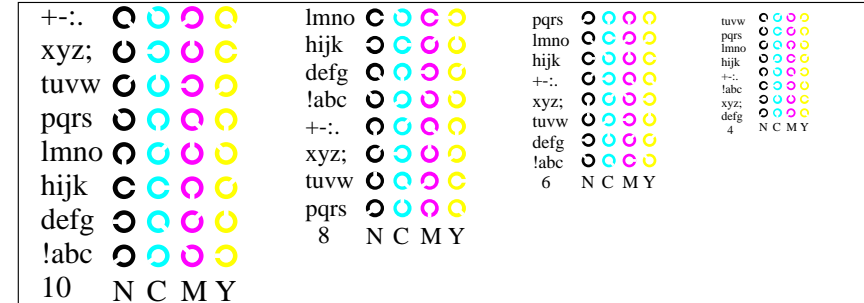 +-:.
xyz;
tuvw
pqrs
lmno
hijk
defg
!abc
10 N C M Y
lmno
hijk
defg
!abc
+-:.
xyz;
tuvw
pqrs
8 N C M Y
pqrs
lmno
hijk
+-:.
xyz;
tuvw
defg
!abc
6 N C M Y
tuvw
pqrs
lmno
hijk
+-:.
!abc
xyz;
defg
4 N C M Y